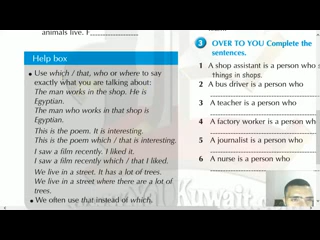 animals live. F
Help box
• Use which / that, who or where to say
exactly what you are talking about:
The man works in the shop. He is
Egyptian.
The man who works in that shop is
Egyptian.
This is the poem. It is interesting.
This is the poem which / that is interesting.
I saw a film recently. I liked it.
I saw a film recently which / that I liked.
We live in a street. It has a lot of trees.
We live in a street where there are a lot of
trees.
• We often use that instead of which.
3 OVER TO YOU Complete the
sentences.
1 A shop assistant is a person who s
things in shops.
2 A bus driver is a person who
3 A teacher is a person who
4 A factory worker is a person who
5 A journalist is a person who
6 A nurse is a person who
Kuwait.